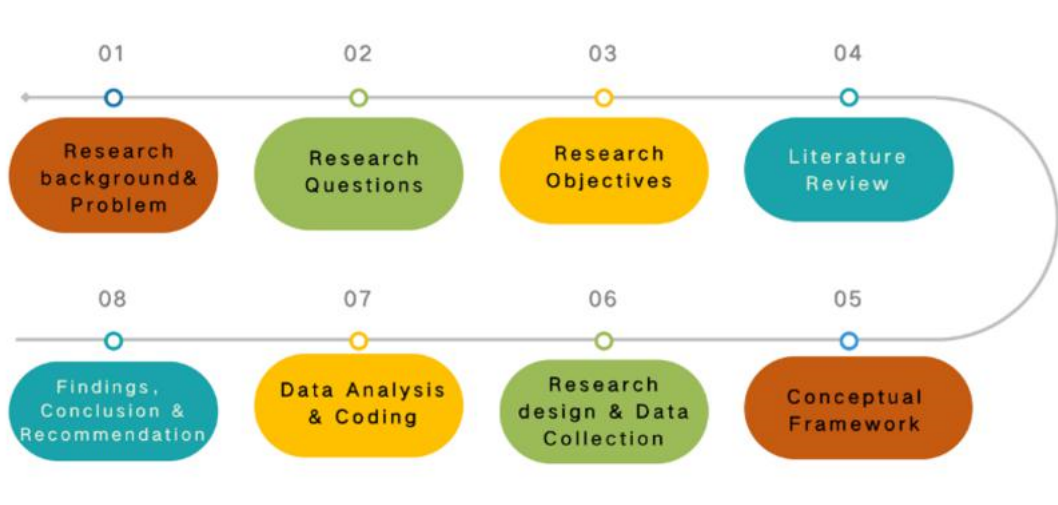 01
Research
background&
Problem
02
Research
Questions
03
Research
Objectives
04
Literature
Review
05
Conceptual
Framework
06
Research
design & Data
Collection
07
Data Analysis
& Coding
08
Findings,
Conclusion &
Recommendation